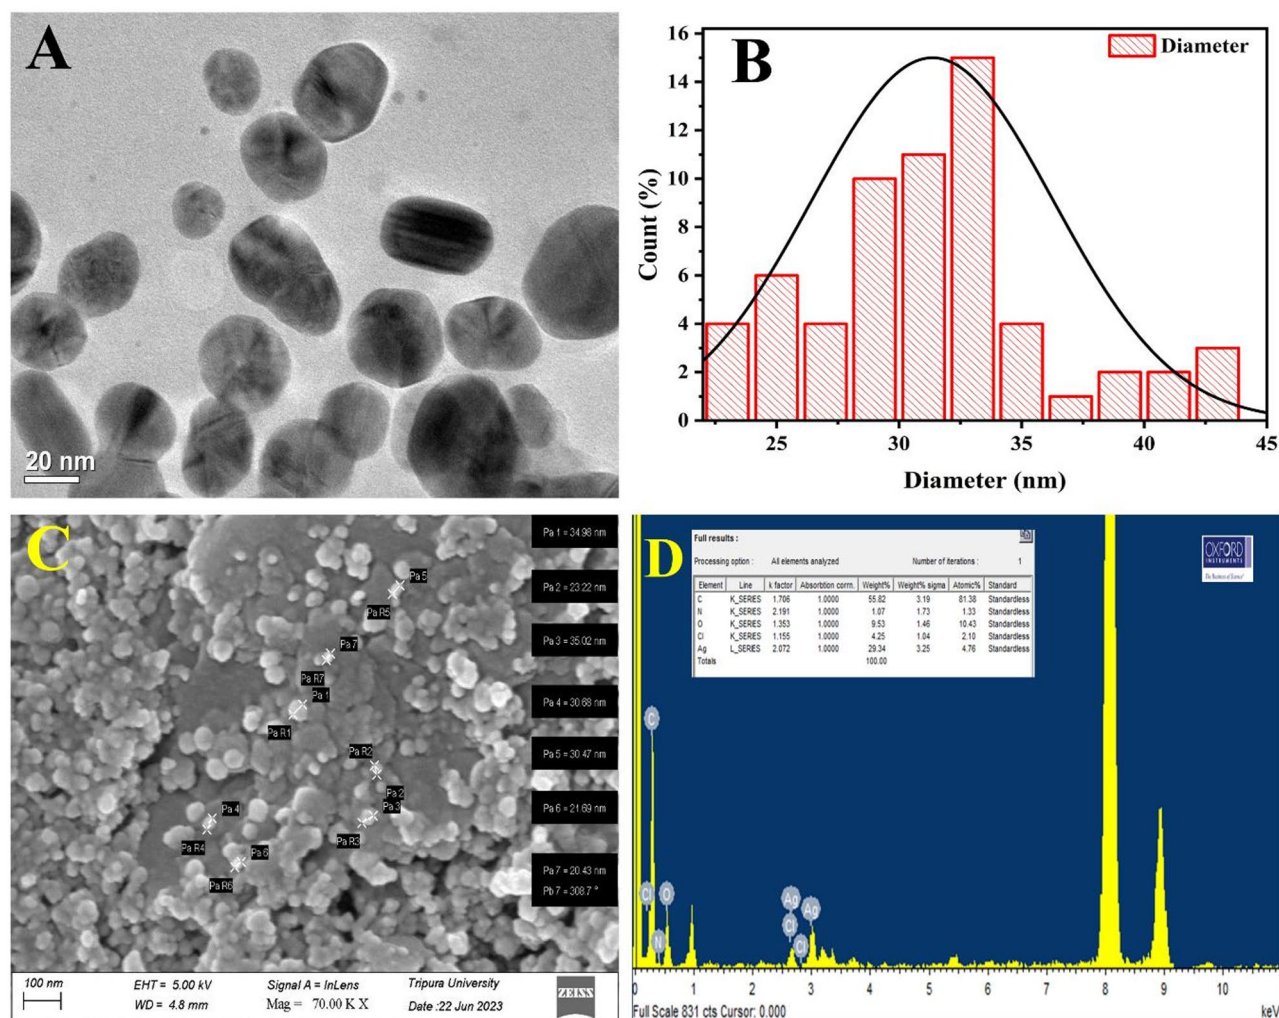 A
20 nm
B
Diameter
Count (%)
16
14
12
10
8
6
4
2
0
25 30 35 40 45
Diameter (nm)
C
Pa 1 = 34.98 nm
Pa 2 = 23.22 nm
Pa 3 = 35.02 nm
Pa 4 = 30.68 nm
Pa 5 = 30.47 nm
Pa 6 = 21.69 nm
Pa 7 = 20.43 nm
Pb 7 = 308.7 °
Pa 5
Pa R5
Pa 7
Pa R7
Pa 1
Pa R1
Pa R2
Pa 2
Pa 3
Pa R3
Pa 4
Pa R4
Pa 6
Pa R6
100 nm
EHT = 5.00 kV
WD = 4.8 mm
Signal A = InLens
Mag = 70.00 K X
Tripura University
Date :22 Jun 2023
ZEISS
D
Full results :
Processing option : All elements analyzed Number of iterations : 1
Element Line k factor Absorption corrn. Weight% Weight% sigma Atomic% Standard
C K_SERIES 1.706 1.0000 55.82 3.19 81.38 Standardless
N K_SERIES 2.191 1.0000 1.07 1.73 1.33 Standardless
O K_SERIES 1.353 1.0000 9.53 1.46 10.43 Standardless
Cl K_SERIES 1.155 1.0000 4.25 1.04 2.10 Standardless
Ag L_SERIES 2.072 1.0000 29.34 3.25 4.76 Standardless
Totals 100.00
OXFORD
INSTRUMENTS
The Business of Science®
C
Cl
O
N
Ag
Cl
Cl
Ag
0 1 2 3 4 5 6 7 8 9 10
Full Scale 831 cts Cursor: 0.000
keV